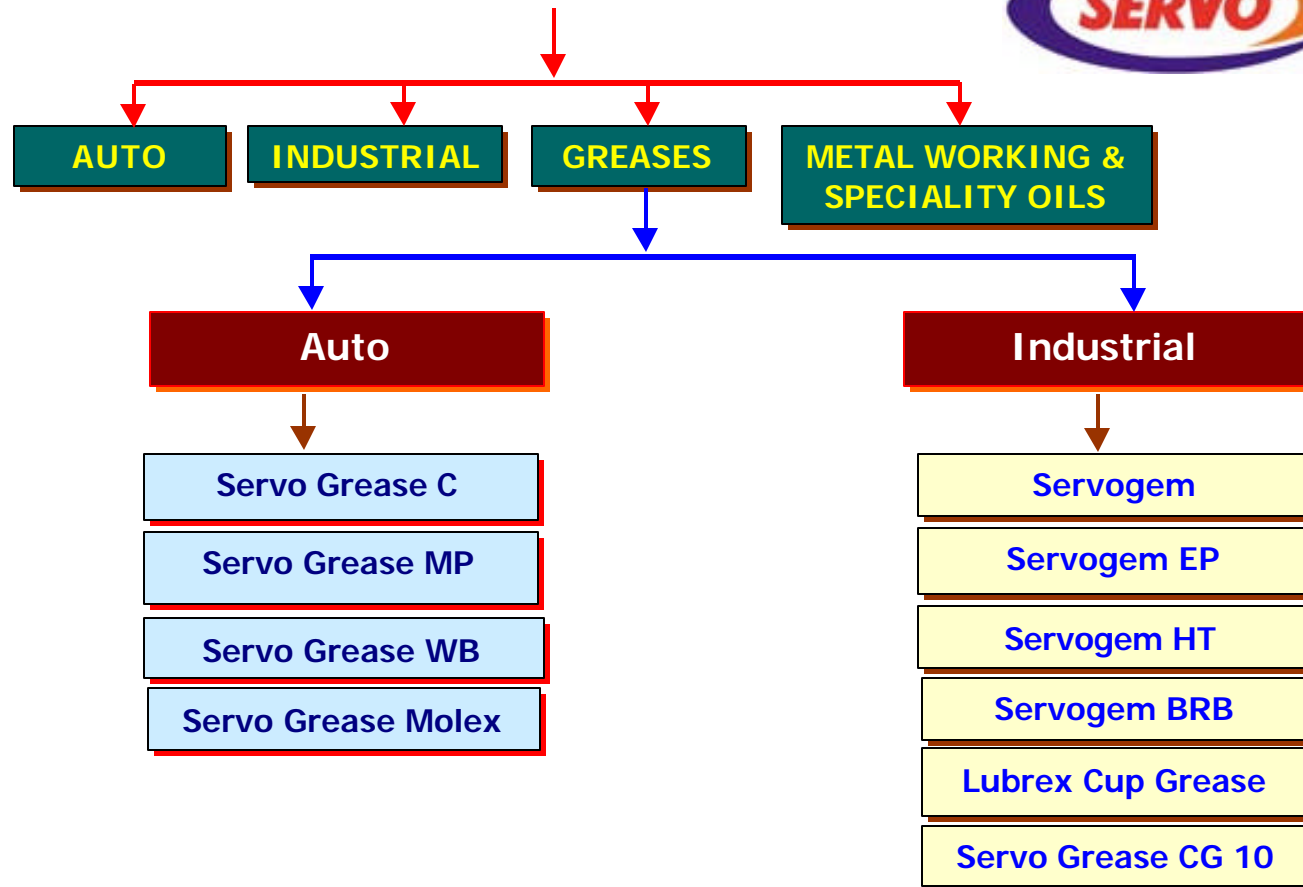 SERVO
AUTO
INDUSTRIAL
GREASES
METAL WORKING &
SPECIALITY OILS
Auto
Industrial
Servo Grease C
Servo Grease MP
Servo Grease WB
Servo Grease Molex
Servogem
Servogem EP
Servogem HT
Servogem BRB
Lubrex Cup Grease
Servo Grease CG 10